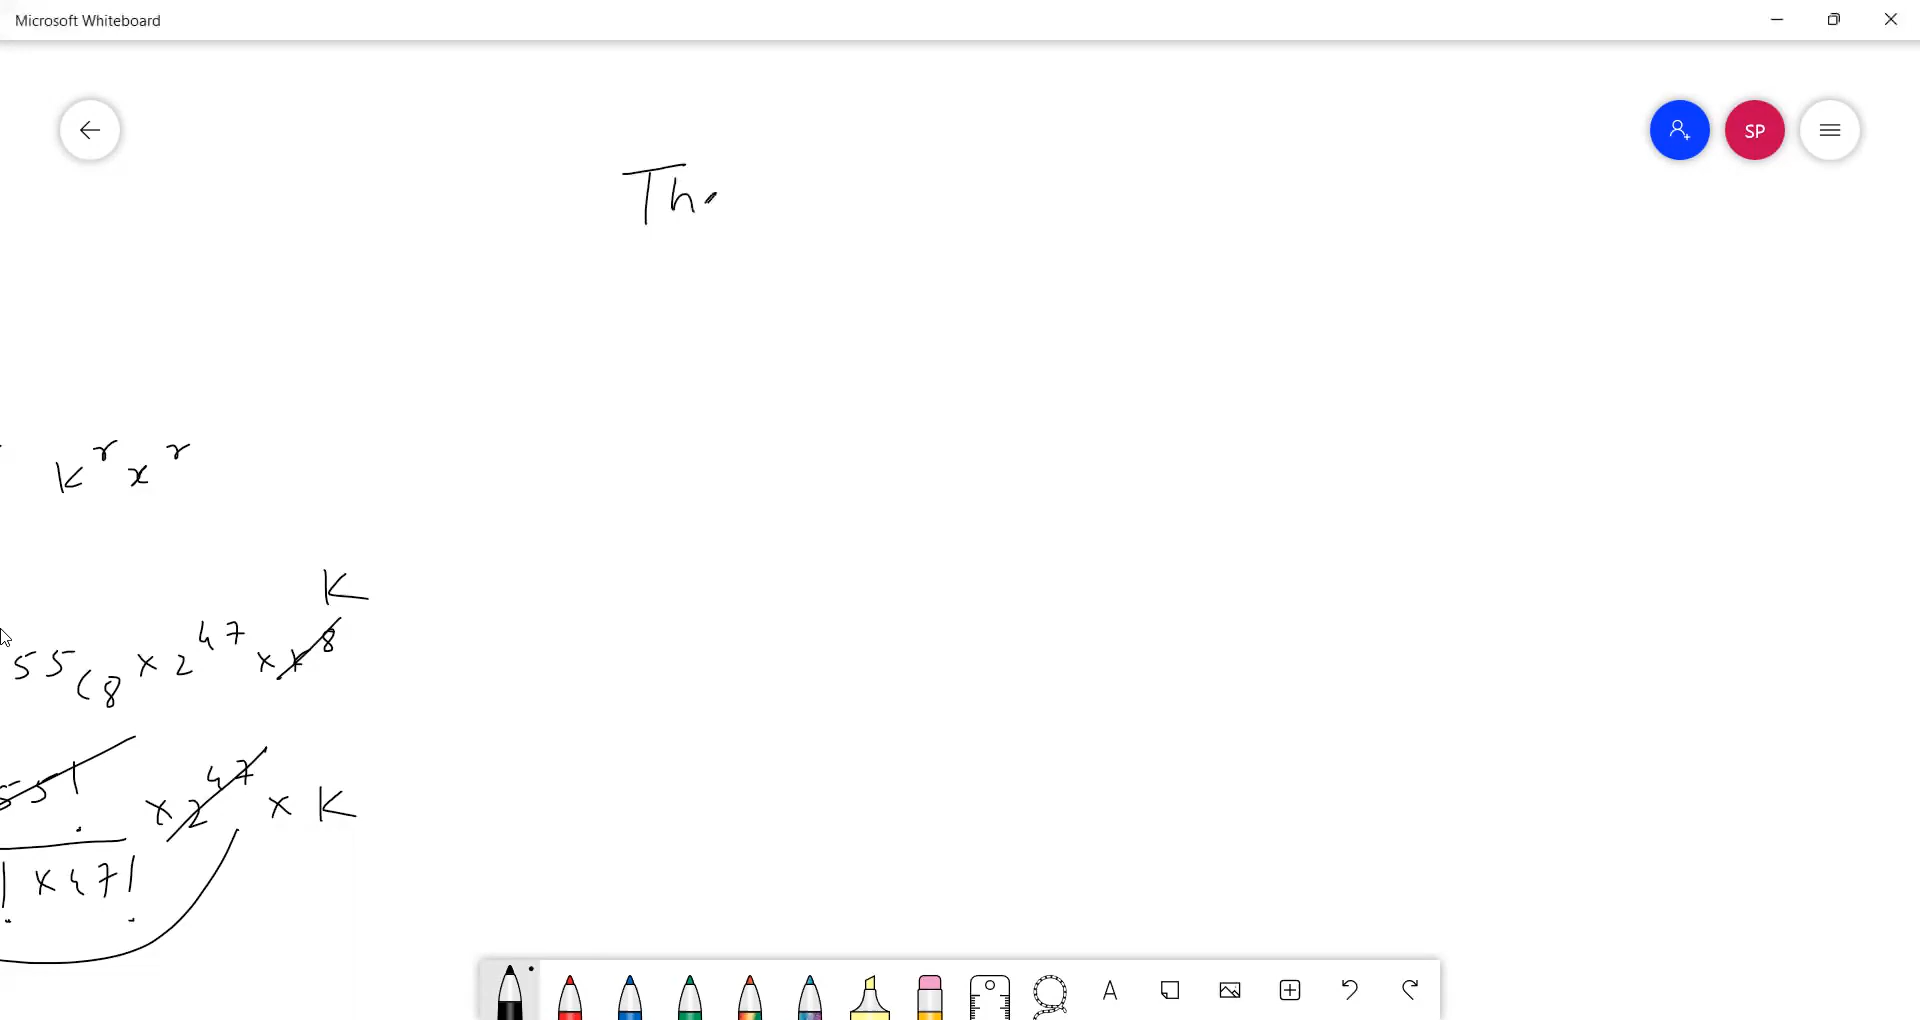 Microsoft Whiteboard
SP
Th
K^r x^r
K
55C8 × 2^47 × x^8
55! × 2^47 × K
! × 47!
A